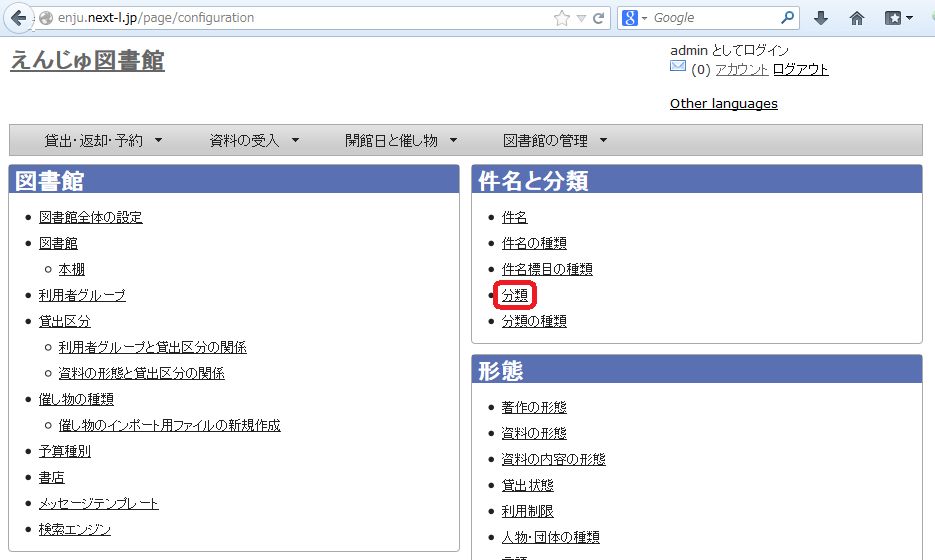 enju.next-l.jp/page/configuration
Google
えんじゅ図書館
admin としてログイン
(0) アカウント ログアウト
Other languages
貸出・返却・予約 資料の受入 開館日と催し物 図書館の管理
図書館
図書館全体の設定
図書館
本棚
利用者グループ
貸出区分
利用者グループと貸出区分の関係
資料の形態と貸出区分の関係
催し物の種類
催し物のインポート用ファイルの新規作成
予算種別
書店
メッセージテンプレート
検索エンジン
件名と分類
件名
件名の種類
件名標目の種類
分類
分類の種類
形態
著作の形態
資料の形態
資料の内容の形態
貸出状態
利用制限
人物・団体の種類